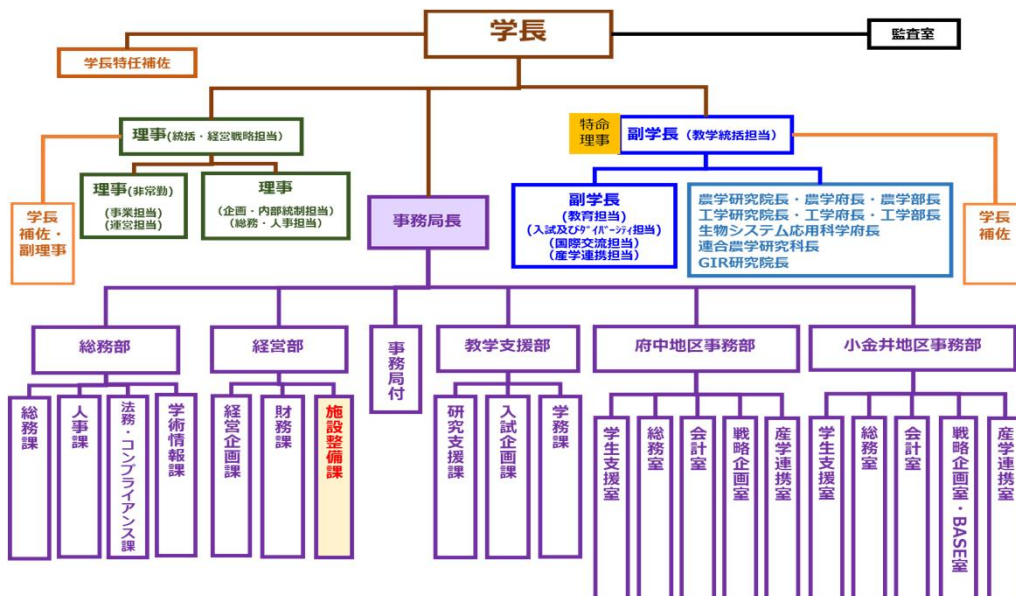 学長
監査室
学長特任補佐
理事(統括・経営戦略担当)
特命
理事
副学長 (教学統括担当)
理事(非常勤)
(事業担当)
(運営担当)
理事
(企画・内部統制担当)
(総務・人事担当)
学長
補佐・
副理事
事務局長
副学長
(教育担当)
(入試及びダイバーシティ担当)
(国際交流担当)
(産学連携担当)
農学研究院長・農学府長・農学部長
工学研究院長・工学府長・工学部長
生物システム応用科学府長
連合農学研究科長
GIR研究院長
学長
補佐
総務部
経営部
事務局付
教学支援部
府中地区事務部
小金井地区事務部
総務課
人事課
法務・コンプライアンス課
学術情報課
経営企画課
財務課
施設整備課
研究支援課
入試企画課
学務課
学生支援室
総務室
会計室
戦略企画室
産学連携室
学生支援室
総務室
会計室
戦略企画室・BASE室
産学連携室